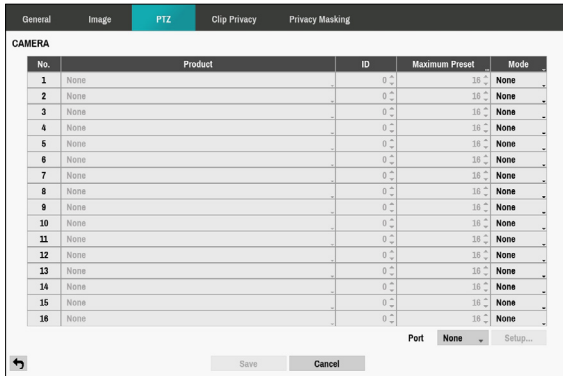 General Image PTZ Clip Privacy Privacy Masking
CAMERA
No. Product ID Maximum Preset Mode
1 None 0 16 None
2 None 0 16 None
3 None 0 16 None
4 None 0 16 None
5 None 0 16 None
6 None 0 16 None
7 None 0 16 None
8 None 0 16 None
9 None 0 16 None
10 None 0 16 None
11 None 0 16 None
12 None 0 16 None
13 None 0 16 None
14 None 0 16 None
15 None 0 16 None
16 None 0 16 None
Port None Setup...
Save Cancel